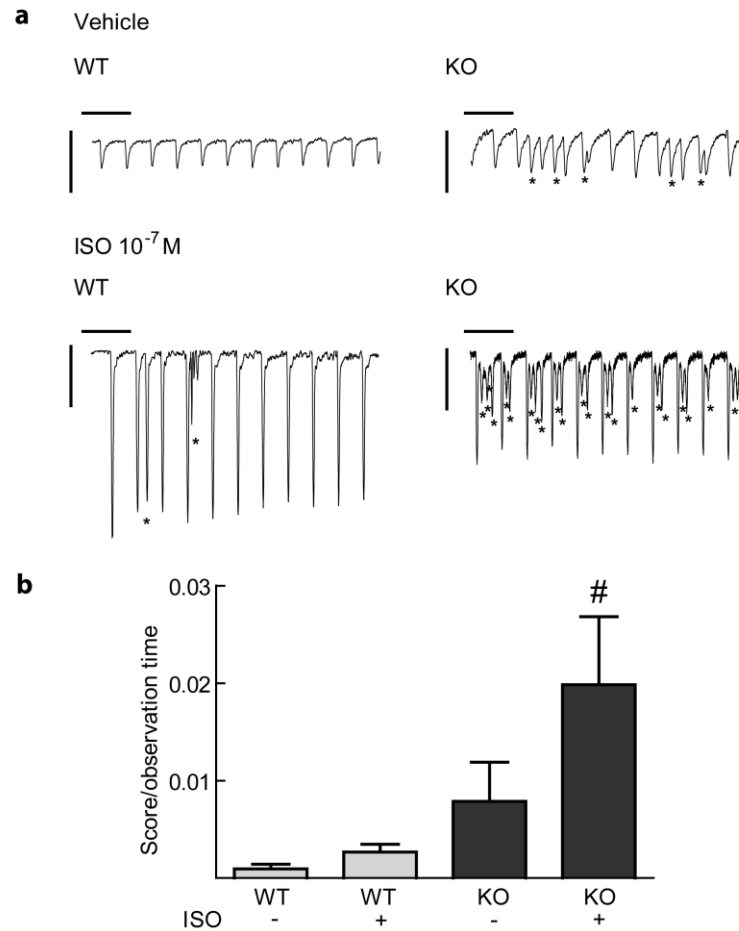 a
Vehicle
WT KO
* * * * *
ISO 10⁻⁷ M
WT KO
* * * * * * * * * * * * * * * * * * * * * *
b
Score/observation time
0.03
0.02
0.01
#
WT WT KO KO
ISO - + - +